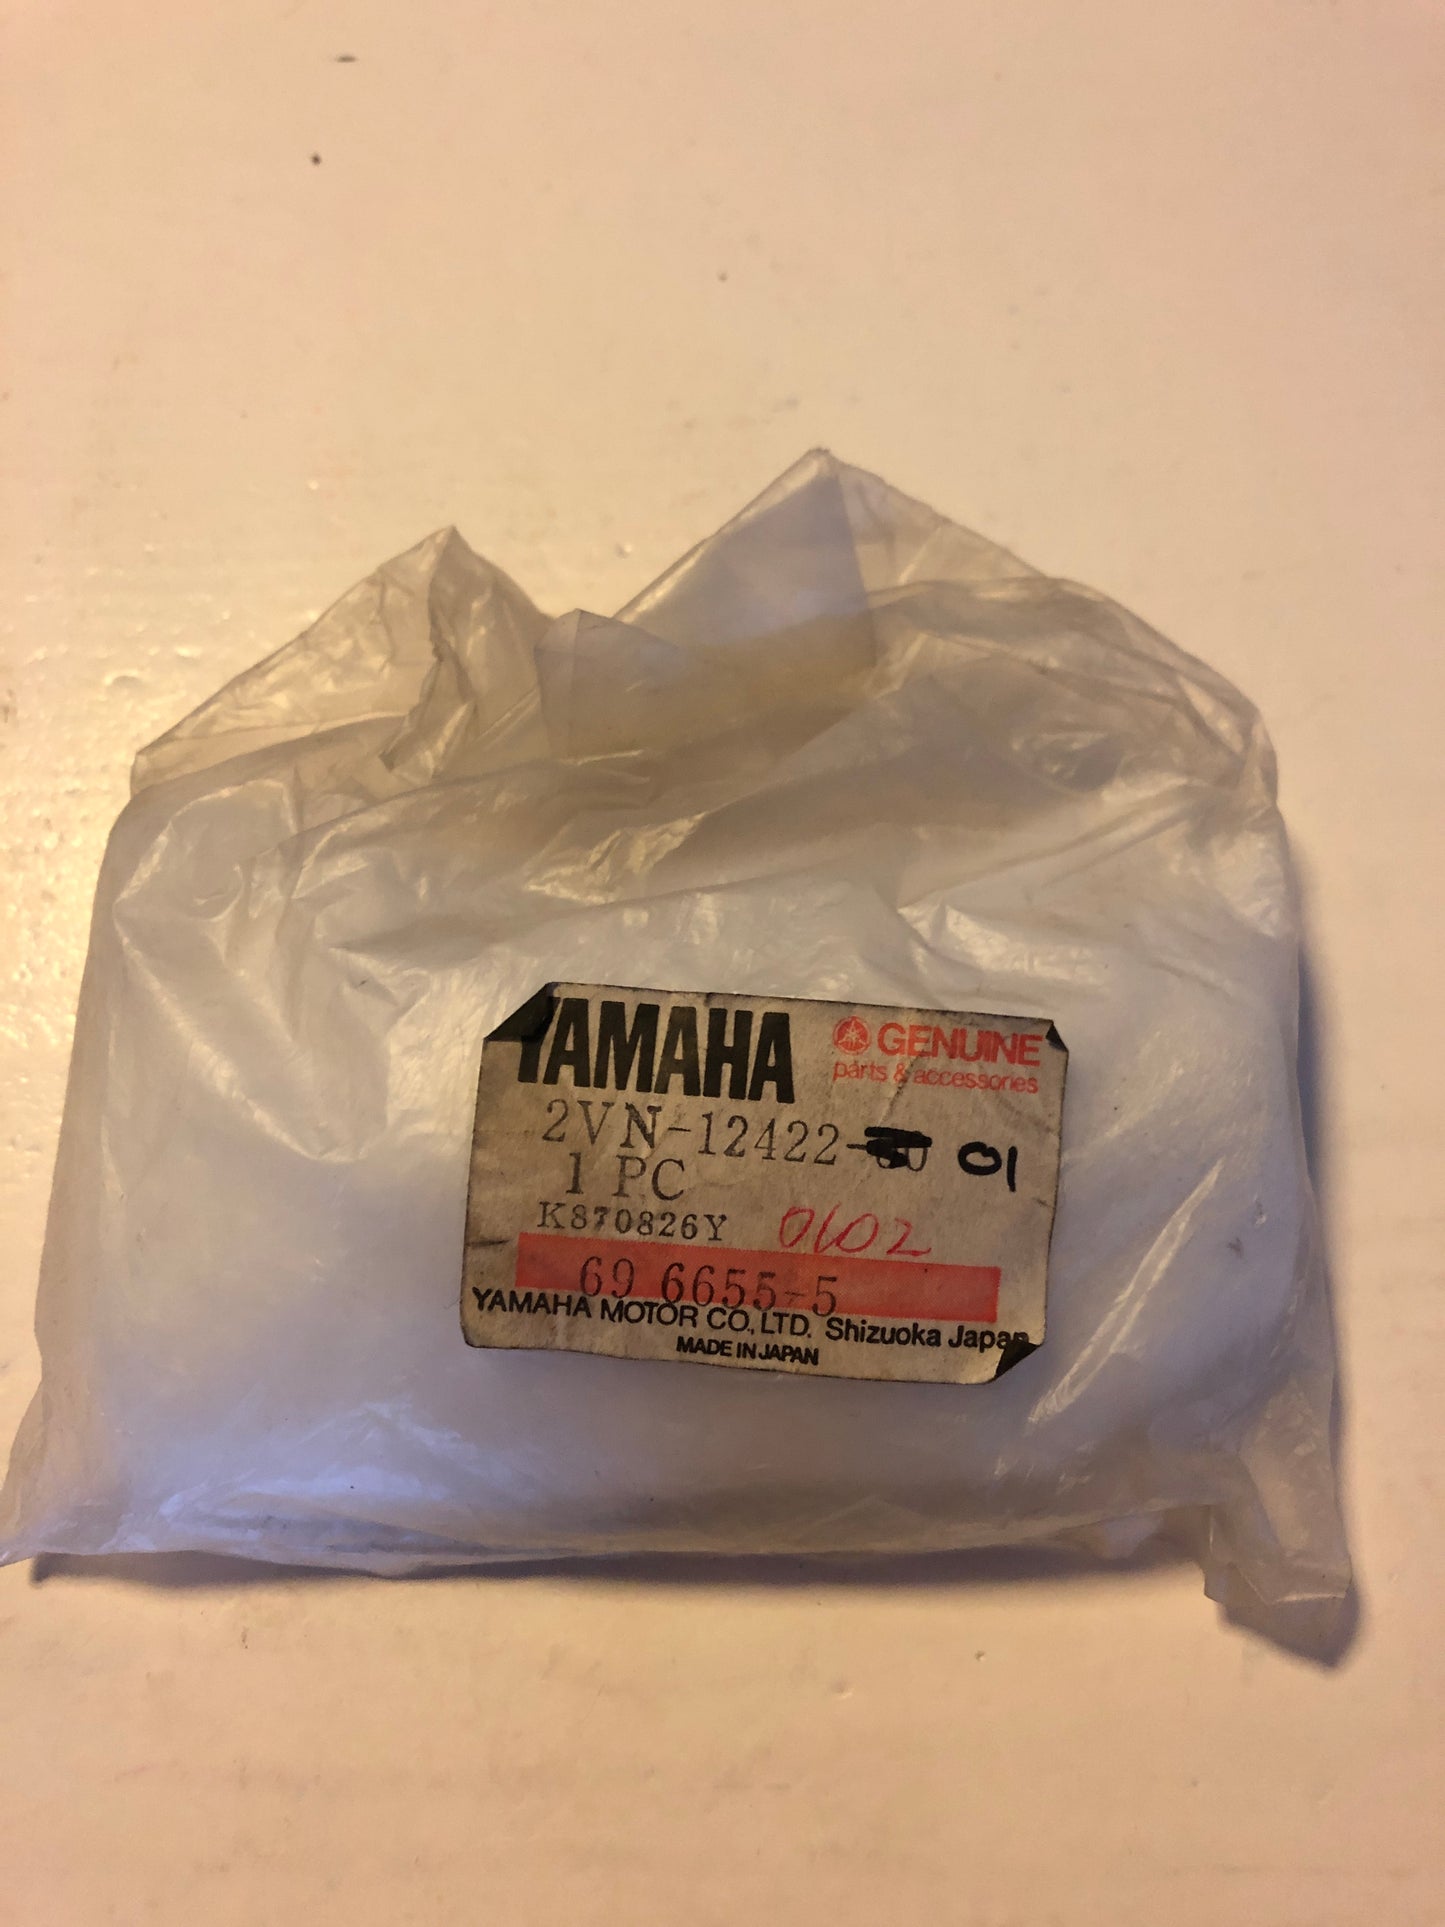 YAMAHA
GENUINE
parts & accessories
2VN-12422- 01
1 PC
K870826Y 0602
69 6655-5
YAMAHA MOTOR CO., LTD. Shizuoka Japan
MADE IN JAPAN